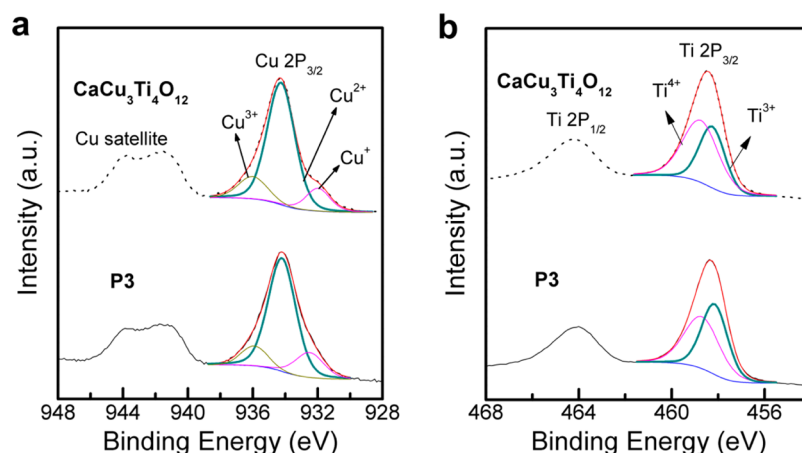 a
Cu 2P3/2
CaCu3Ti4O12
Cu3+
Cu2+
Cu satellite
Cu+
P3
Intensity (a.u.)
948 944 940 936 932 928
Binding Energy (eV)
b
Ti 2P3/2
CaCu3Ti4O12
Ti4+
Ti 2P1/2
Ti3+
P3
Intensity (a.u.)
468 464 460 456
Binding Energy (eV)